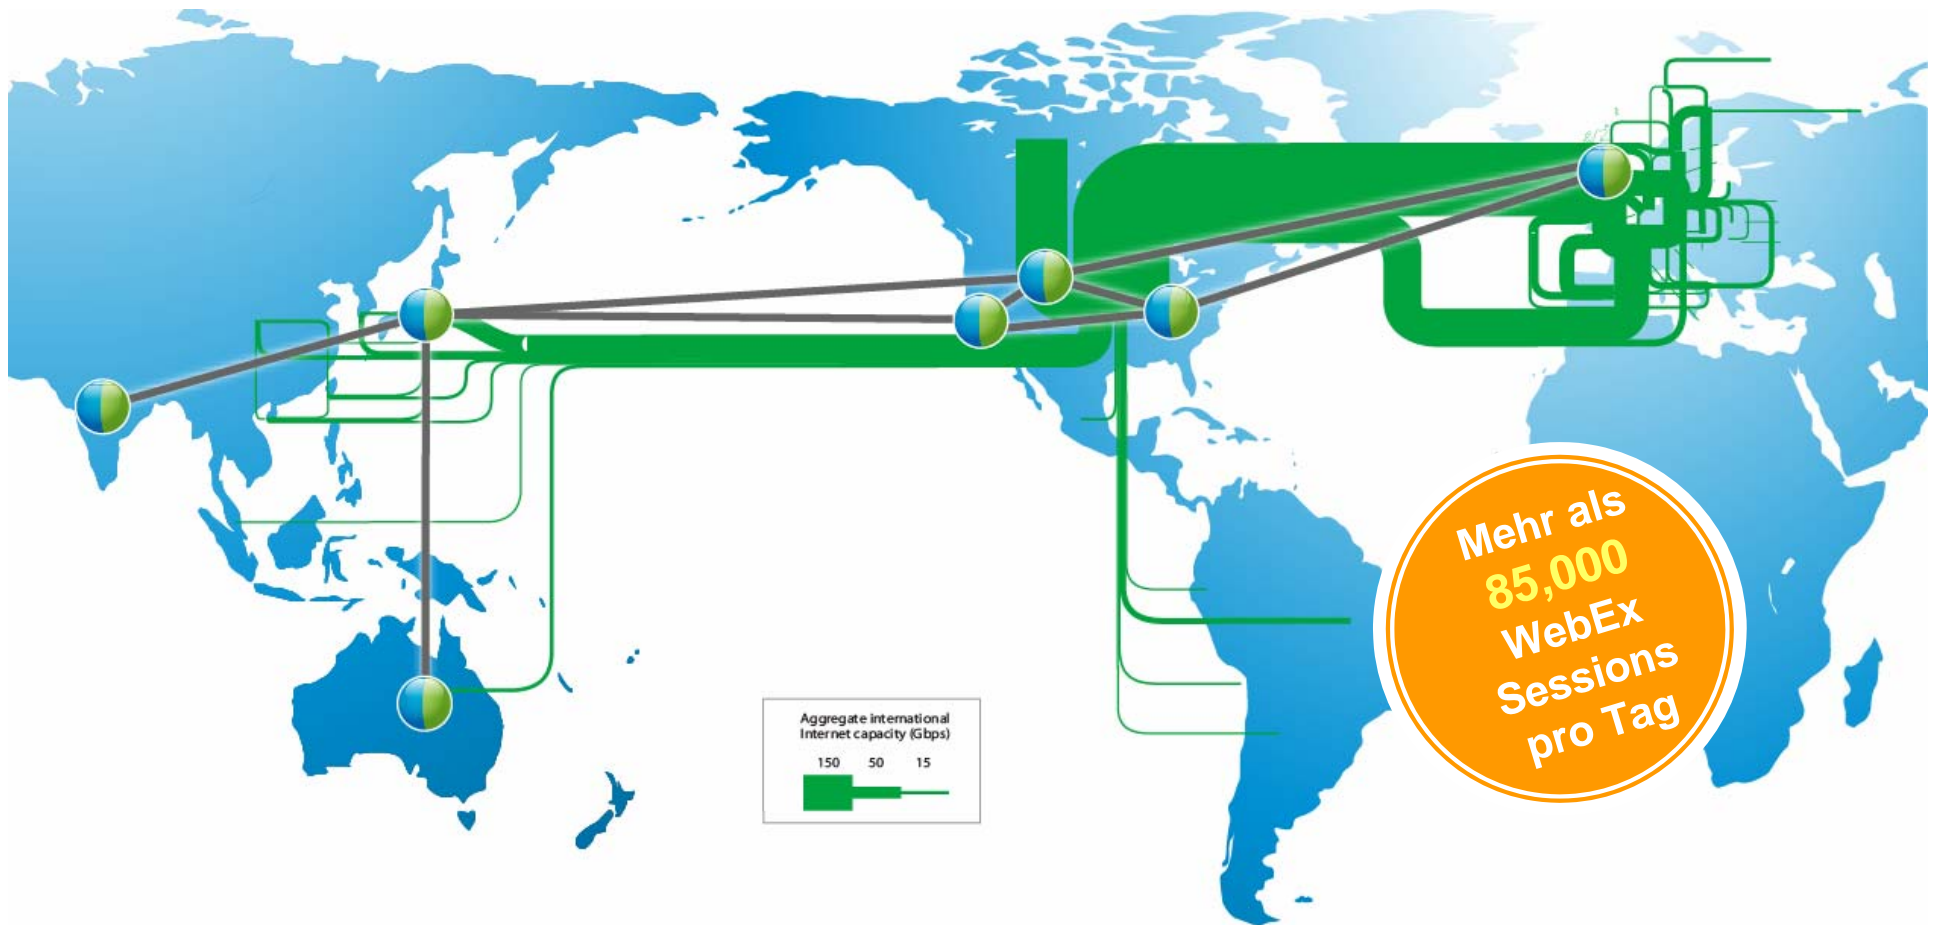 Aggregate international
Internet capacity (Gbps)
150 50 15
Mehr als
85,000
WebEx
Sessions
pro Tag